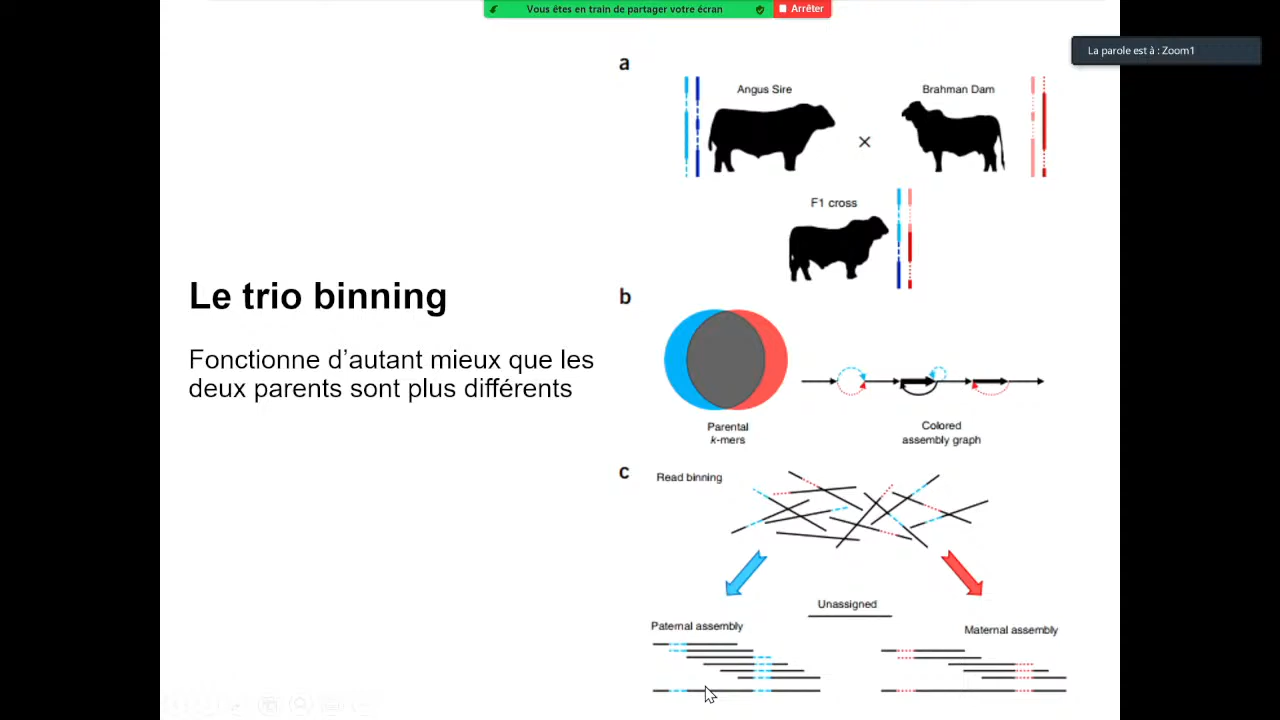 Vous êtes en train de partager votre écran
Arrêter
La parole est à : Zoom1
Le trio binning
Fonctionne d’autant mieux que les
deux parents sont plus différents
a
Angus Sire
Brahman Dam
×
F1 cross
b
Parental
k-mers
Colored
assembly graph
c
Read binning
Unassigned
Paternal assembly
Maternal assembly